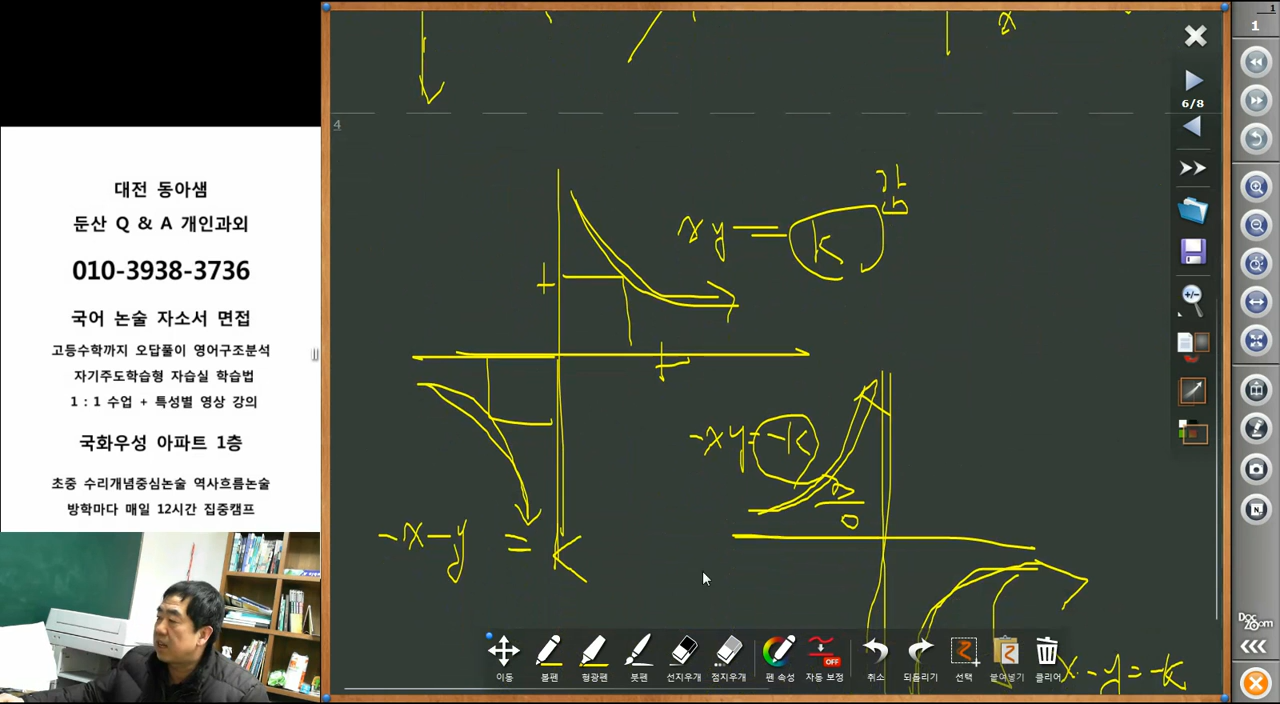 대전 동아샘
둔산 Q & A 개인과외
010-3938-3736
국어 논술 자소서 면접
고등수학까지 오답풀이 영어구조분석
자기주도학습형 자습실 학습법
1 : 1 수업 + 특성별 영상 강의
국화우성 아파트 1층
초중 수리개념중심논술 역사흐름논술
방학마다 매일 12시간 집중캠프
4
xy = k
+
+
-xy = -k
0
-x-y = k
x-y=-k
이동
볼펜
형광펜
붓펜
선지우개
점지우개
펜 속성
OFF
자동 보정
취소
되돌리기
선택
붙여넣기
클리어
6/8
1
1